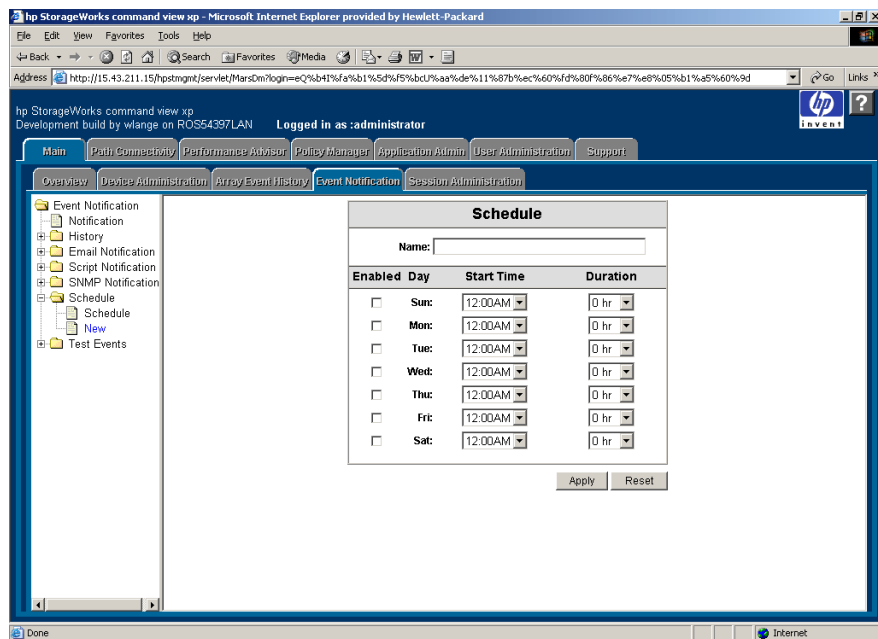 hp StorageWorks command view xp - Microsoft Internet Explorer provided by Hewlett-Packard
File Edit View Favorites Tools Help
Back Search Favorites Media
Address http://15.43.211.15/hpstmgmt/servlet/MarsDm?login=eQ%b4I%fa%b1%5d%f5%bcU%aa%de%11%87b%ec%60%fd%80f%86%e7%e8%05%b1%a5%60%9d Go Links »
hp StorageWorks command view xp
Development build by wlange on ROS54397LAN Logged in as :administrator
hp invent ?
Main Path Connectivity Performance Advisor Policy Manager Application Admin User Administration Support
Overview Device Administration Array Event History Event Notification Session Administration
Event Notification
Notification
History
Email Notification
Script Notification
SNMP Notification
Schedule
Schedule
New
Test Events
Schedule
Name:
Enabled Day Start Time Duration
Sun: 12:00AM 0 hr
Mon: 12:00AM 0 hr
Tue: 12:00AM 0 hr
Wed: 12:00AM 0 hr
Thu: 12:00AM 0 hr
Fri: 12:00AM 0 hr
Sat: 12:00AM 0 hr
Apply Reset
Done Internet